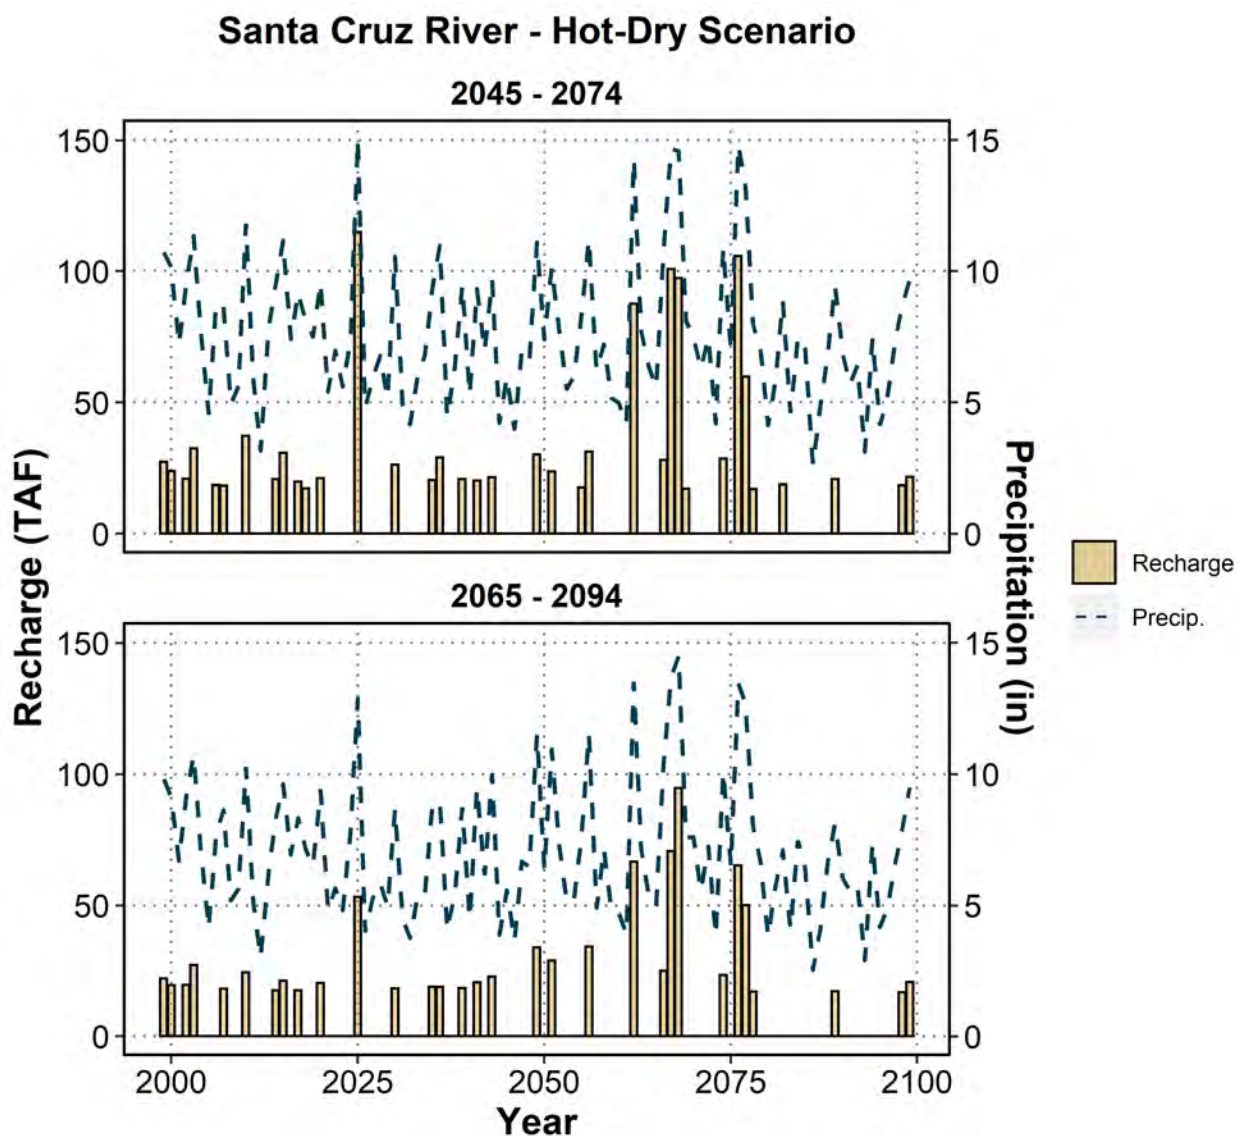 Santa Cruz River - Hot-Dry Scenario
2045 - 2074
150
100
50
0
15
10
5
0
2065 - 2094
150
100
50
0
15
10
5
0
2000 2025 2050 2075 2100
Year
Recharge (TAF)
Precipitation (in)
Recharge
Precip.